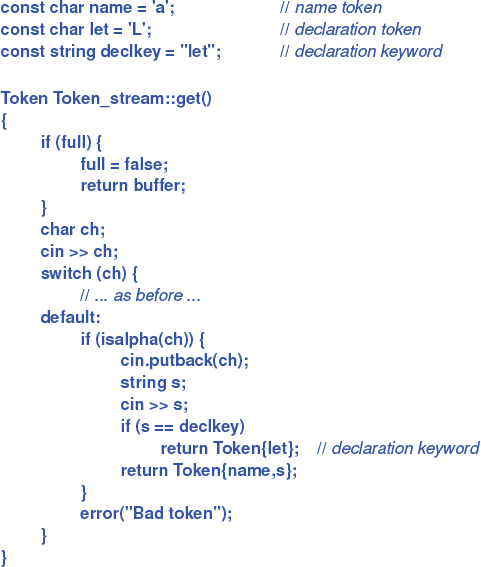 const char name = 'a'; // name token
const char let = 'L'; // declaration token
const string declkey = "let"; // declaration keyword
Token Token_stream::get()
{
if (full) {
full = false;
return buffer;
}
char ch;
cin >> ch;
switch (ch) {
// ... as before ...
default:
if (isalpha(ch)) {
cin.putback(ch);
string s;
cin >> s;
if (s == declkey)
return Token{let}; // declaration keyword
return Token{name,s};
}
error("Bad token");
}
}